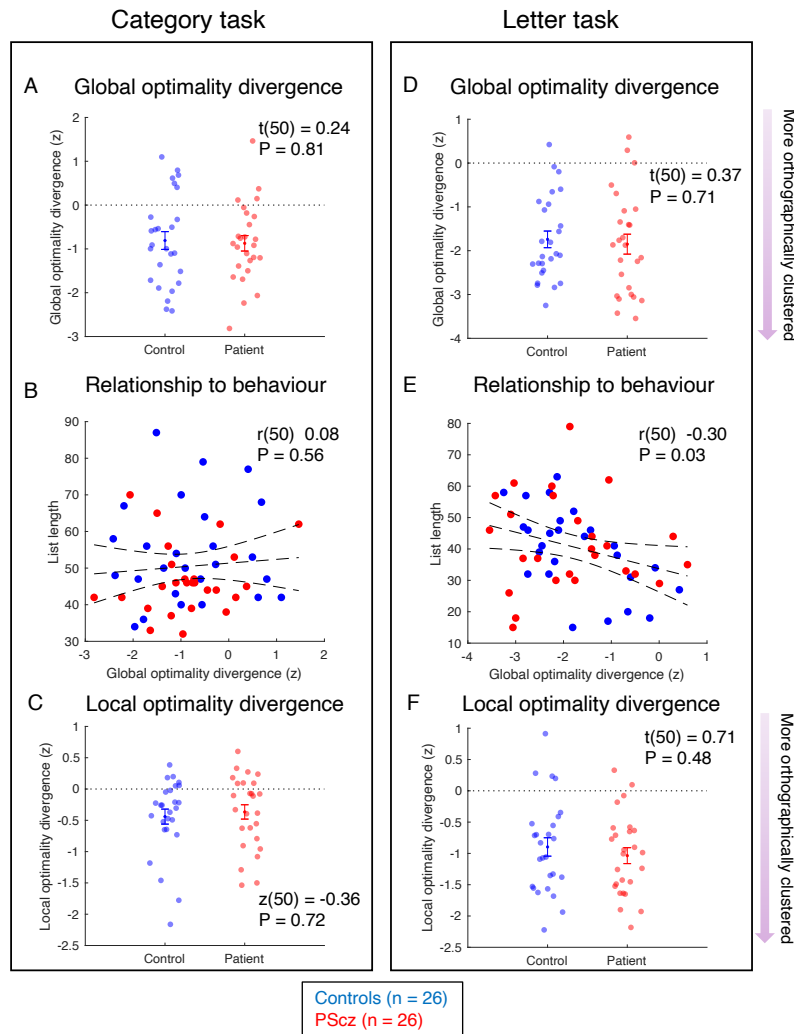 Category task
Letter task
A
Global optimality divergence
t(50) = 0.24
P = 0.81
Global optimality divergence (z)
2
1
0
-1
-2
-3
Control
Patient
D
Global optimality divergence
t(50) = 0.37
P = 0.71
Global optimality divergence (z)
1
0
-1
-2
-3
-4
Control
Patient
More orthographically clustered
B
Relationship to behaviour
r(50) 0.08
P = 0.56
List length
90
80
70
60
50
40
30
-3
-2
-1
0
1
2
Global optimality divergence (z)
E
Relationship to behaviour
r(50) -0.30
P = 0.03
List length
80
70
60
50
40
30
20
10
-4
-3
-2
-1
0
1
Global optimality divergence (z)
C
Local optimality divergence
z(50) = -0.36
P = 0.72
Local optimality divergence (z)
1
0.5
0
-0.5
-1
-1.5
-2
-2.5
Control
Patient
F
Local optimality divergence
t(50) = 0.71
P = 0.48
Local optimality divergence (z)
1
0.5
0
-0.5
-1
-1.5
-2
-2.5
Control
Patient
More orthographically clustered
Controls (n = 26)
PScz (n = 26)